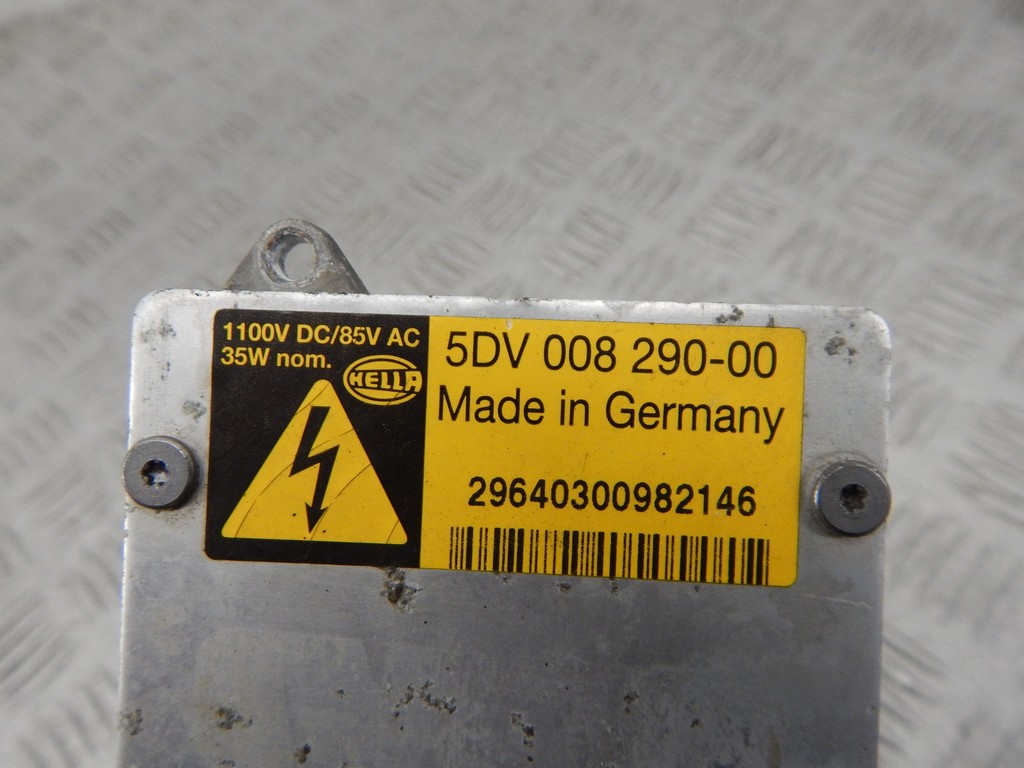 1100V DC/85V AC
35W nom.
HELLA
5DV 008 290-00
Made in Germany
29640300982146